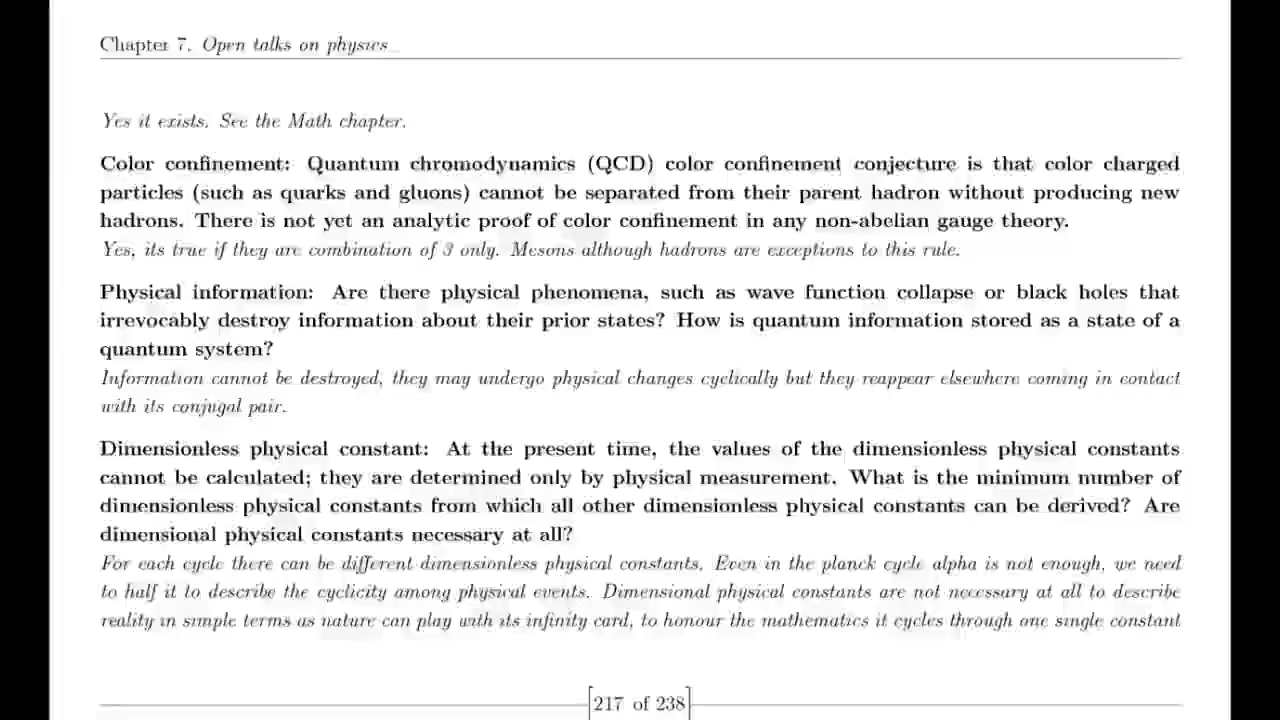 Chapter 7. Open talks on physics
Yes it exists. See the Math chapter.
Color confinement: Quantum chromodynamics (QCD) color confinement conjecture is that color charged
particles (such as quarks and gluons) cannot be separated from their parent hadron without producing new
hadrons. There is not yet an analytic proof of color confinement in any non-abelian gauge theory.
Yes, its true if they are combination of 3 only. Mesons although hadrons are exceptions to this rule.
Physical information: Are there physical phenomena, such as wave function collapse or black holes that
irrevocably destroy information about their prior states? How is quantum information stored as a state of a
quantum system?
Information cannot be destroyed, they may undergo physical changes cyclically but they reappear elsewhere coming in contact
with its conjugal pair.
Dimensionless physical constant: At the present time, the values of the dimensionless physical constants
cannot be calculated; they are determined only by physical measurement. What is the minimum number of
dimensionless physical constants from which all other dimensionless physical constants can be derived? Are
dimensional physical constants necessary at all?
For each cycle there can be different dimensionless physical constants. Even in the planck cycle alpha is not enough, we need
to half it to describe the cyclicity among physical events. Dimensional physical constants are not necessary at all to describe
reality in simple terms as nature can play with its infinity card, to honour the mathematics it cycles through one single constant
217 of 238